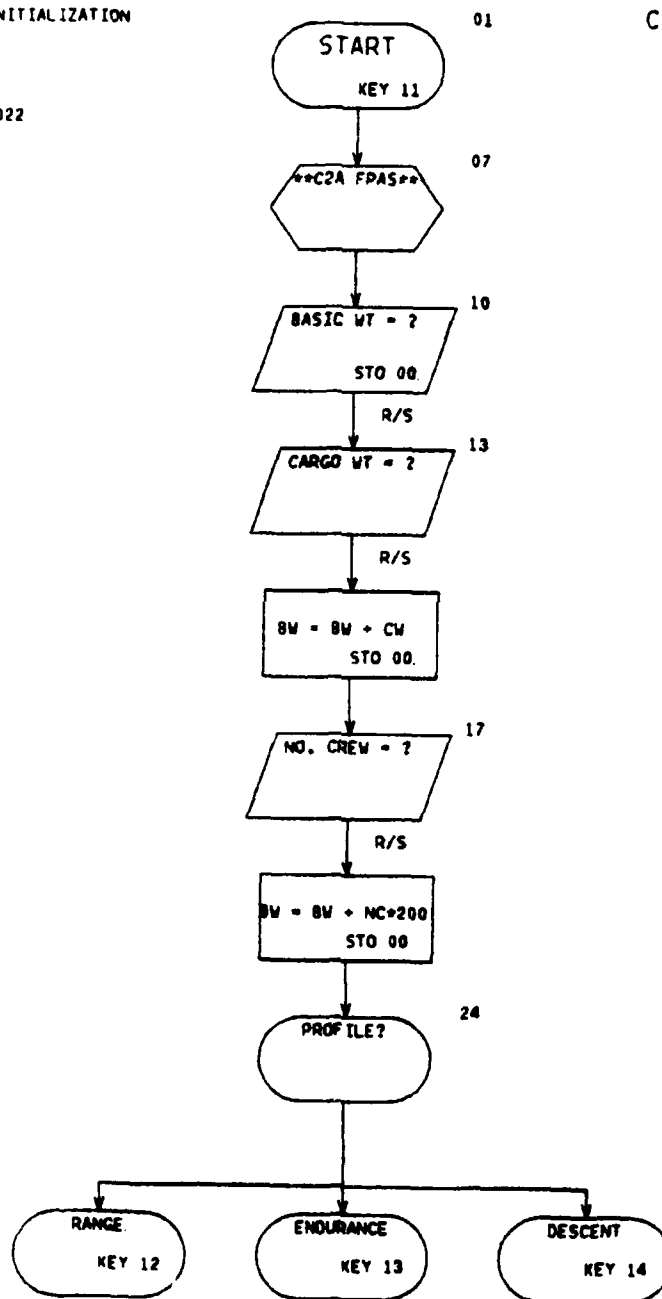 NITIALIZATION
01
C
START
KEY 11
022
07
**C2A FPAS**
10
BASIC WT = ?
STO 00.
R/S
13
CARGO WT = ?
R/S
BW = BW + CW
STO 00.
17
NO. CREW = ?
R/S
BW = BW + NC*200
STO 00
24
PROFILE?
RANGE.
KEY 12
ENDURANCE
KEY 13
DESCENT
KEY 14